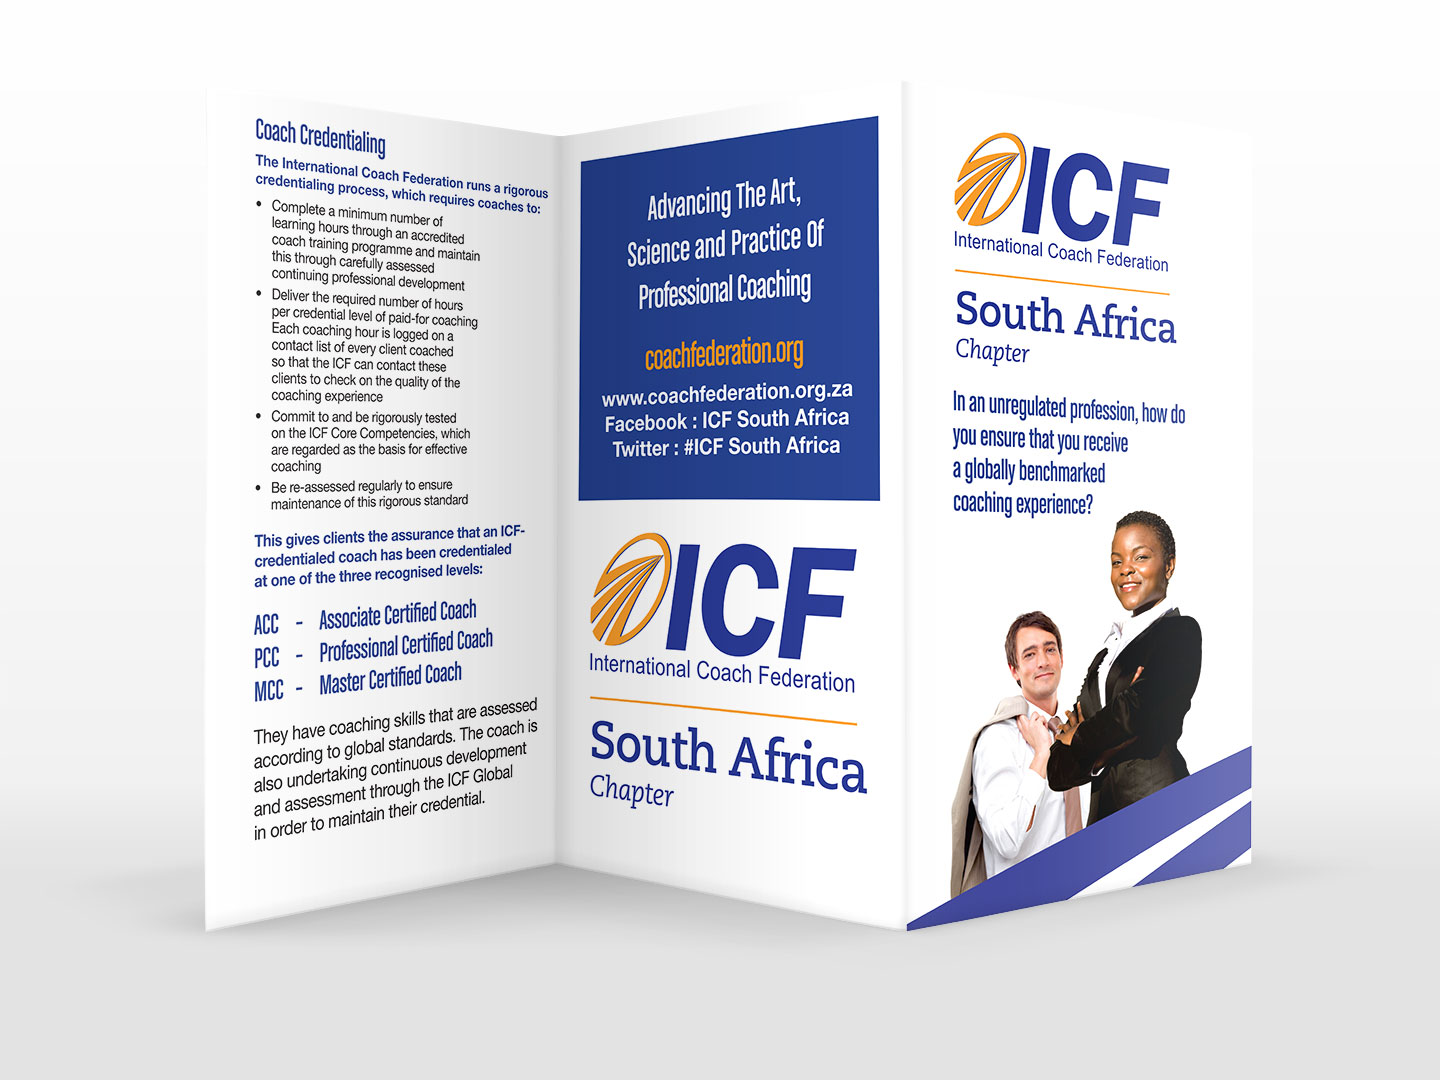 Coach Credentialing
The International Coach Federation runs a rigorous
credentialing process, which requires coaches to:
• Complete a minimum number of
learning hours through an accredited
coach training programme and maintain
this through carefully assessed
continuing professional development
• Deliver the required number of hours
per credential level of paid-for coaching
Each coaching hour is logged on a
contact list of every client coached
so that the ICF can contact these
clients to check on the quality of the
coaching experience
• Commit to and be rigorously tested
on the ICF Core Competencies, which
are regarded as the basis for effective
coaching
• Be re-assessed regularly to ensure
maintenance of this rigorous standard
This gives clients the assurance that an ICF-
credentialed coach has been credentialed
at one of the three recognised levels:
ACC - Associate Certified Coach
PCC - Professional Certified Coach
MCC - Master Certified Coach
They have coaching skills that are assessed
according to global standards. The coach is
also undertaking continuous development
and assessment through the ICF Global
in order to maintain their credential.
Advancing The Art,
Science and Practice Of
Professional Coaching
coachfederation.org
www.coachfederation.org.za
Facebook : ICF South Africa
Twitter : #ICF South Africa
ICF
International Coach Federation
South Africa
Chapter
ICF
International Coach Federation
South Africa
Chapter
In an unregulated profession, how do
you ensure that you receive
a globally benchmarked
coaching experience?